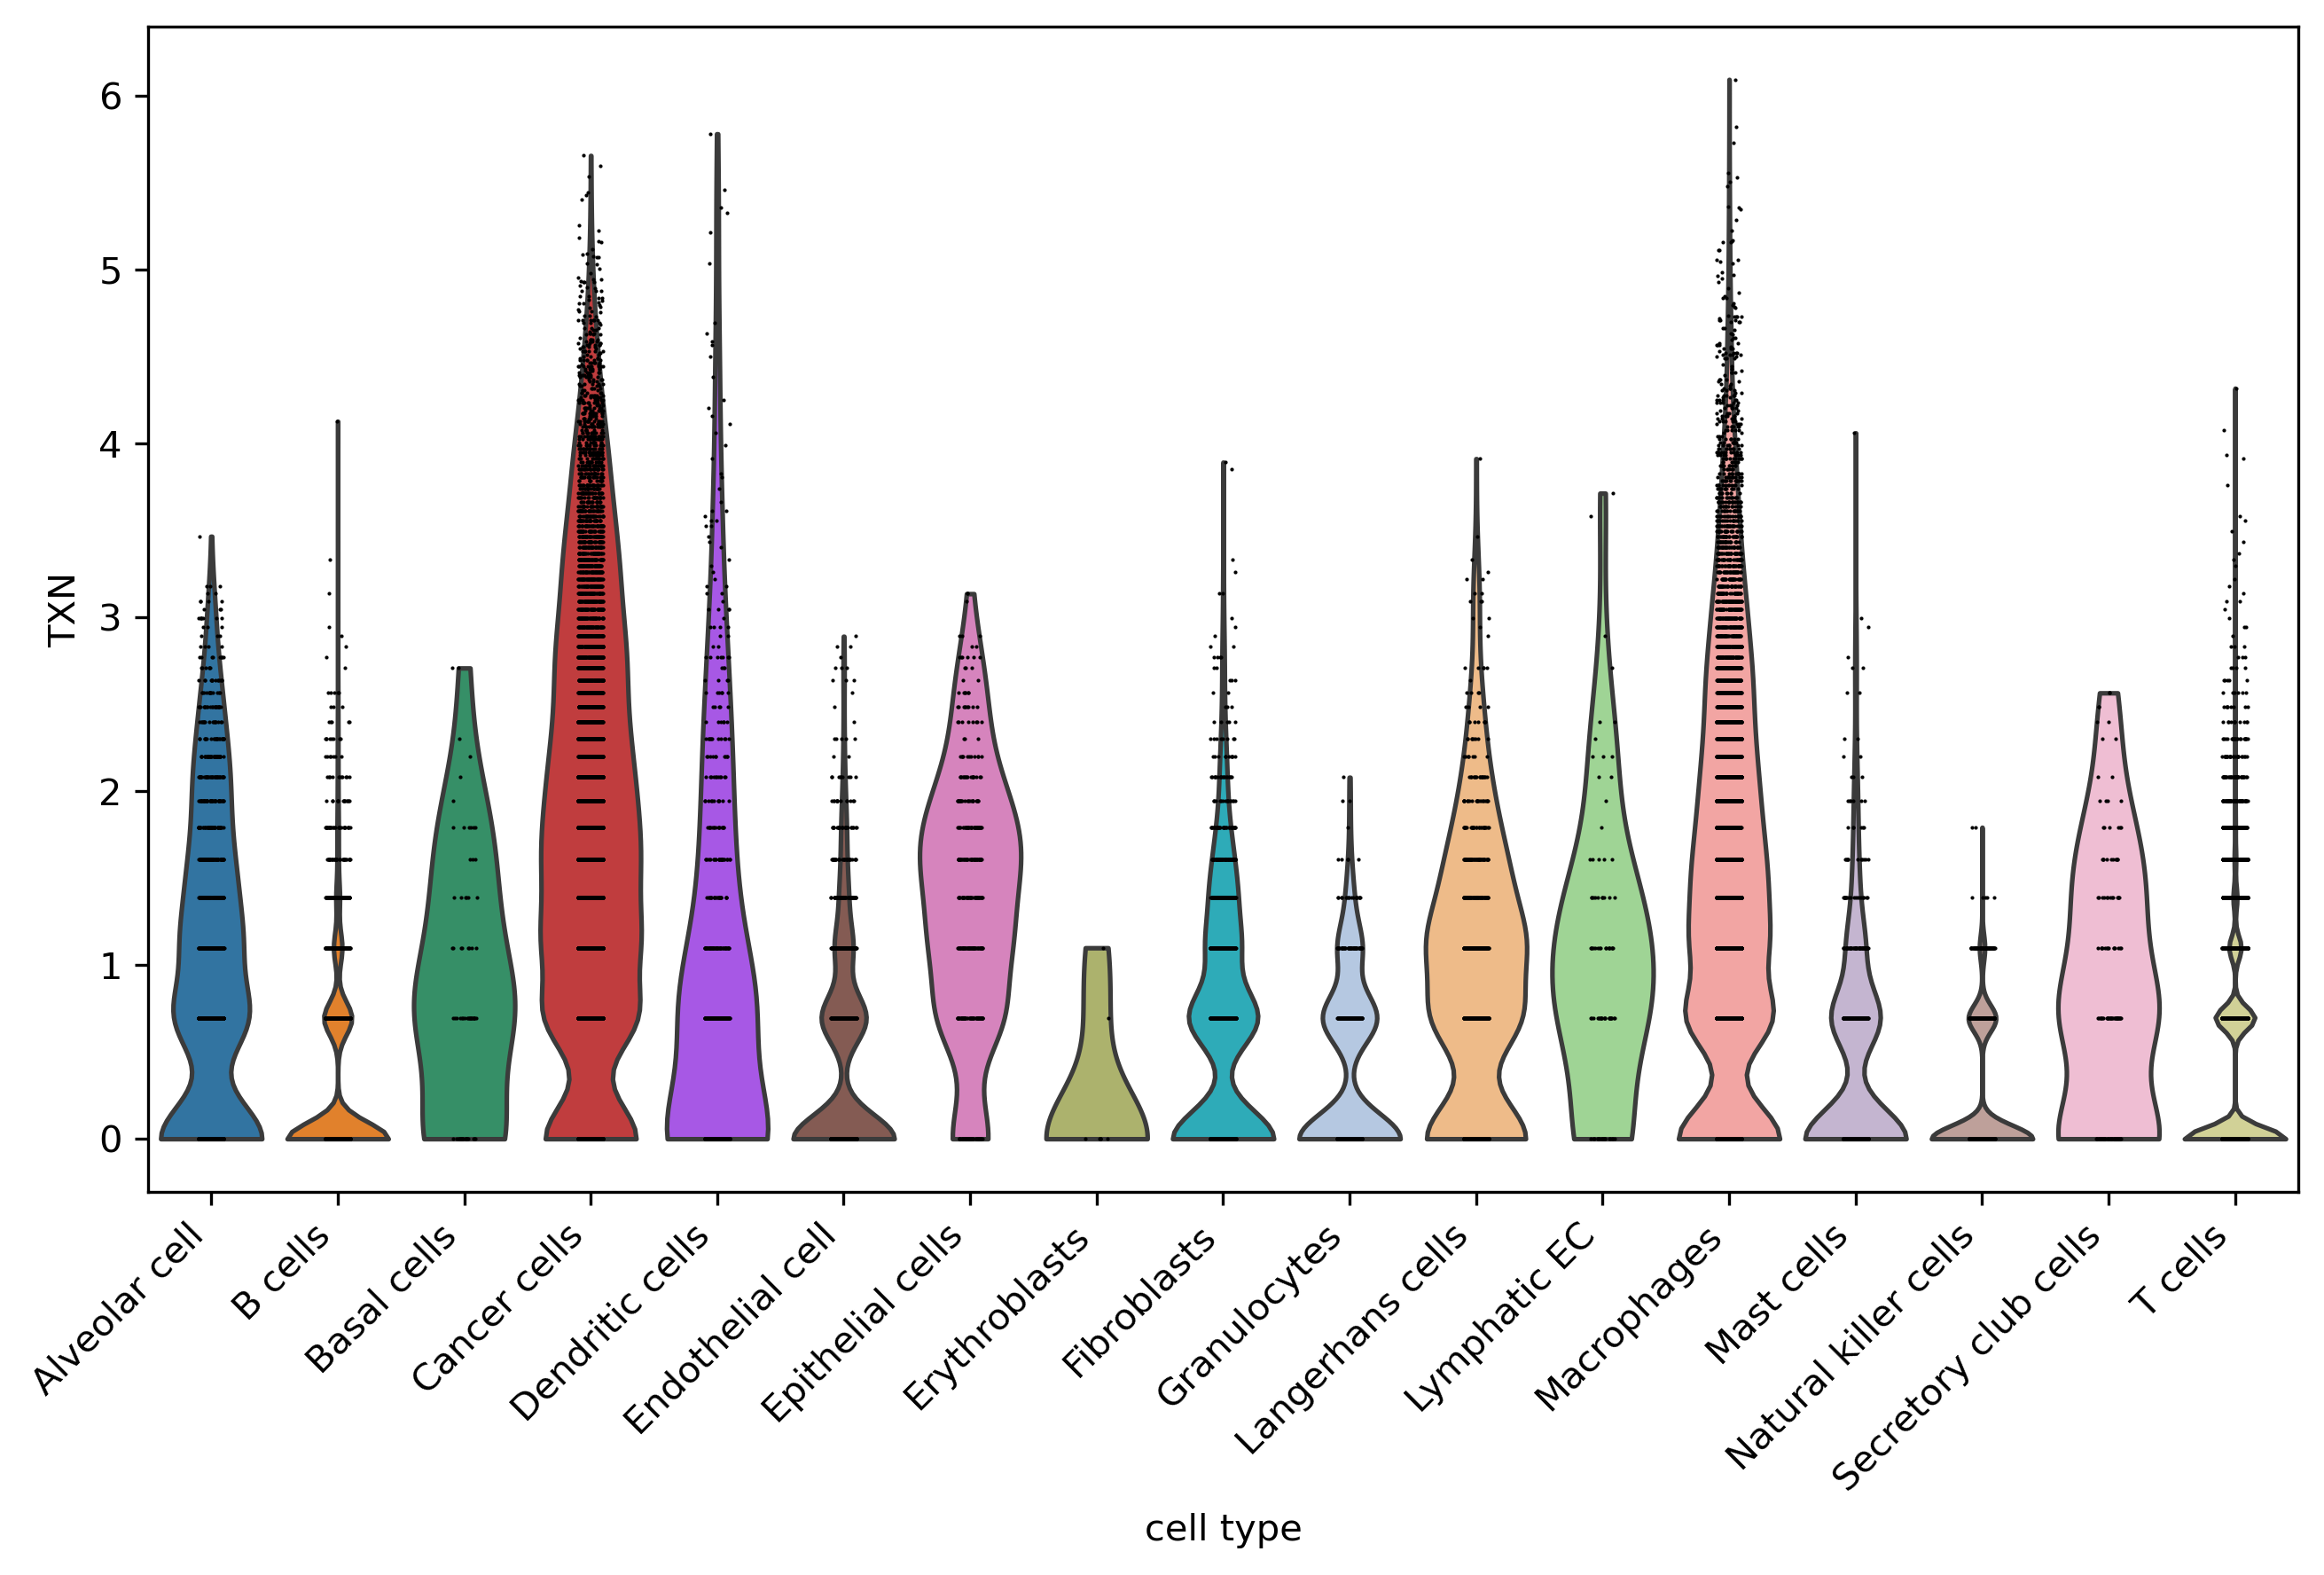 6
5
4
3
2
1
0
TXN
Alveolar cell
B cells
Basal cells
Cancer cells
Dendritic cells
Endothelial cell
Epithelial cells
Erythroblasts
Fibroblasts
Granulocytes
Langerhans cells
Lymphatic EC
Macrophages
Mast cells
Natural killer cells
Secretory club cells
T cells
cell type